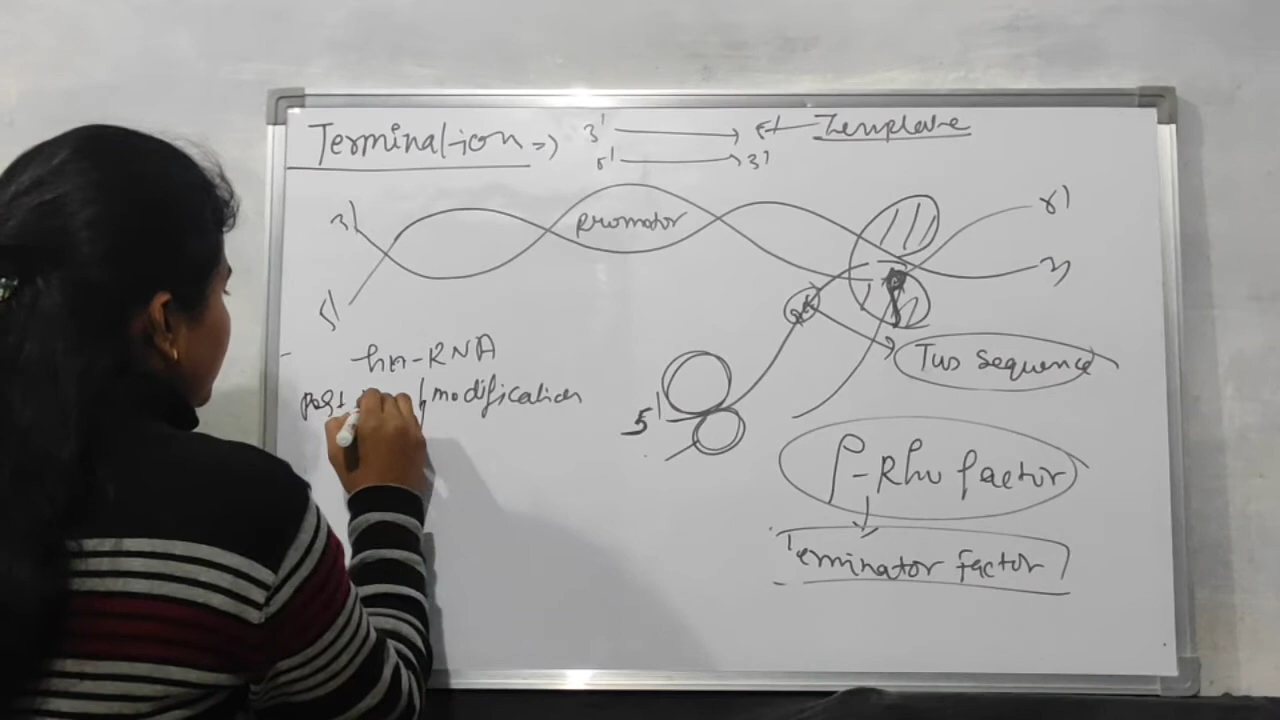 Termination => 3' → 5' Template
5' → 3'
3'
5'
promotor
5'
3'
hn-RNA
post modification
5'
Tus sequence
ρ-Rho factor
Terminator factor